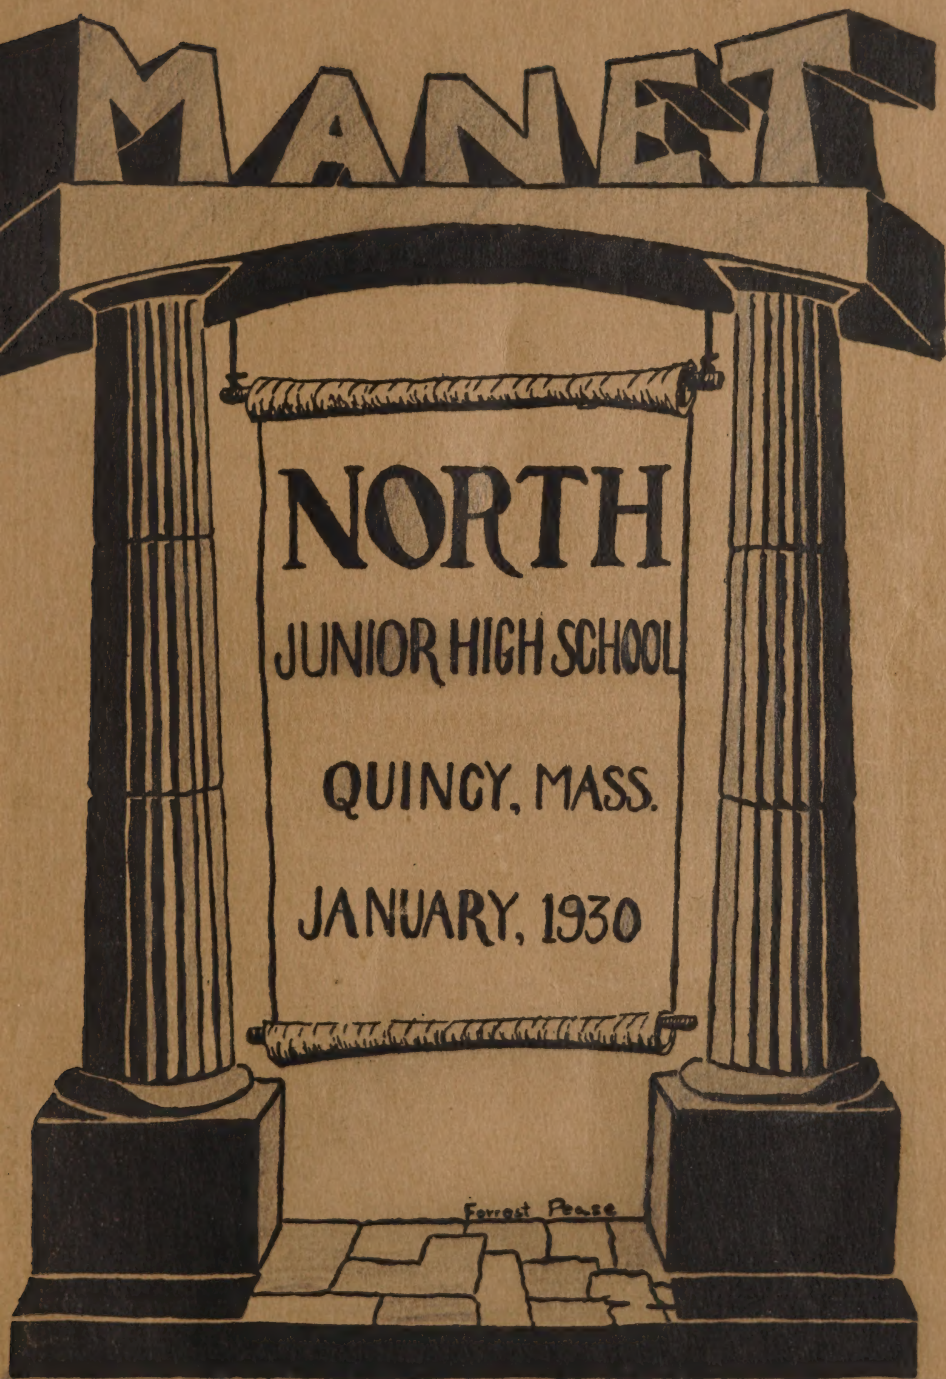 MANET
NORTH
JUNIOR HIGH SCHOOL
QUINCY, MASS.
JANUARY, 1930
Forrest Pease